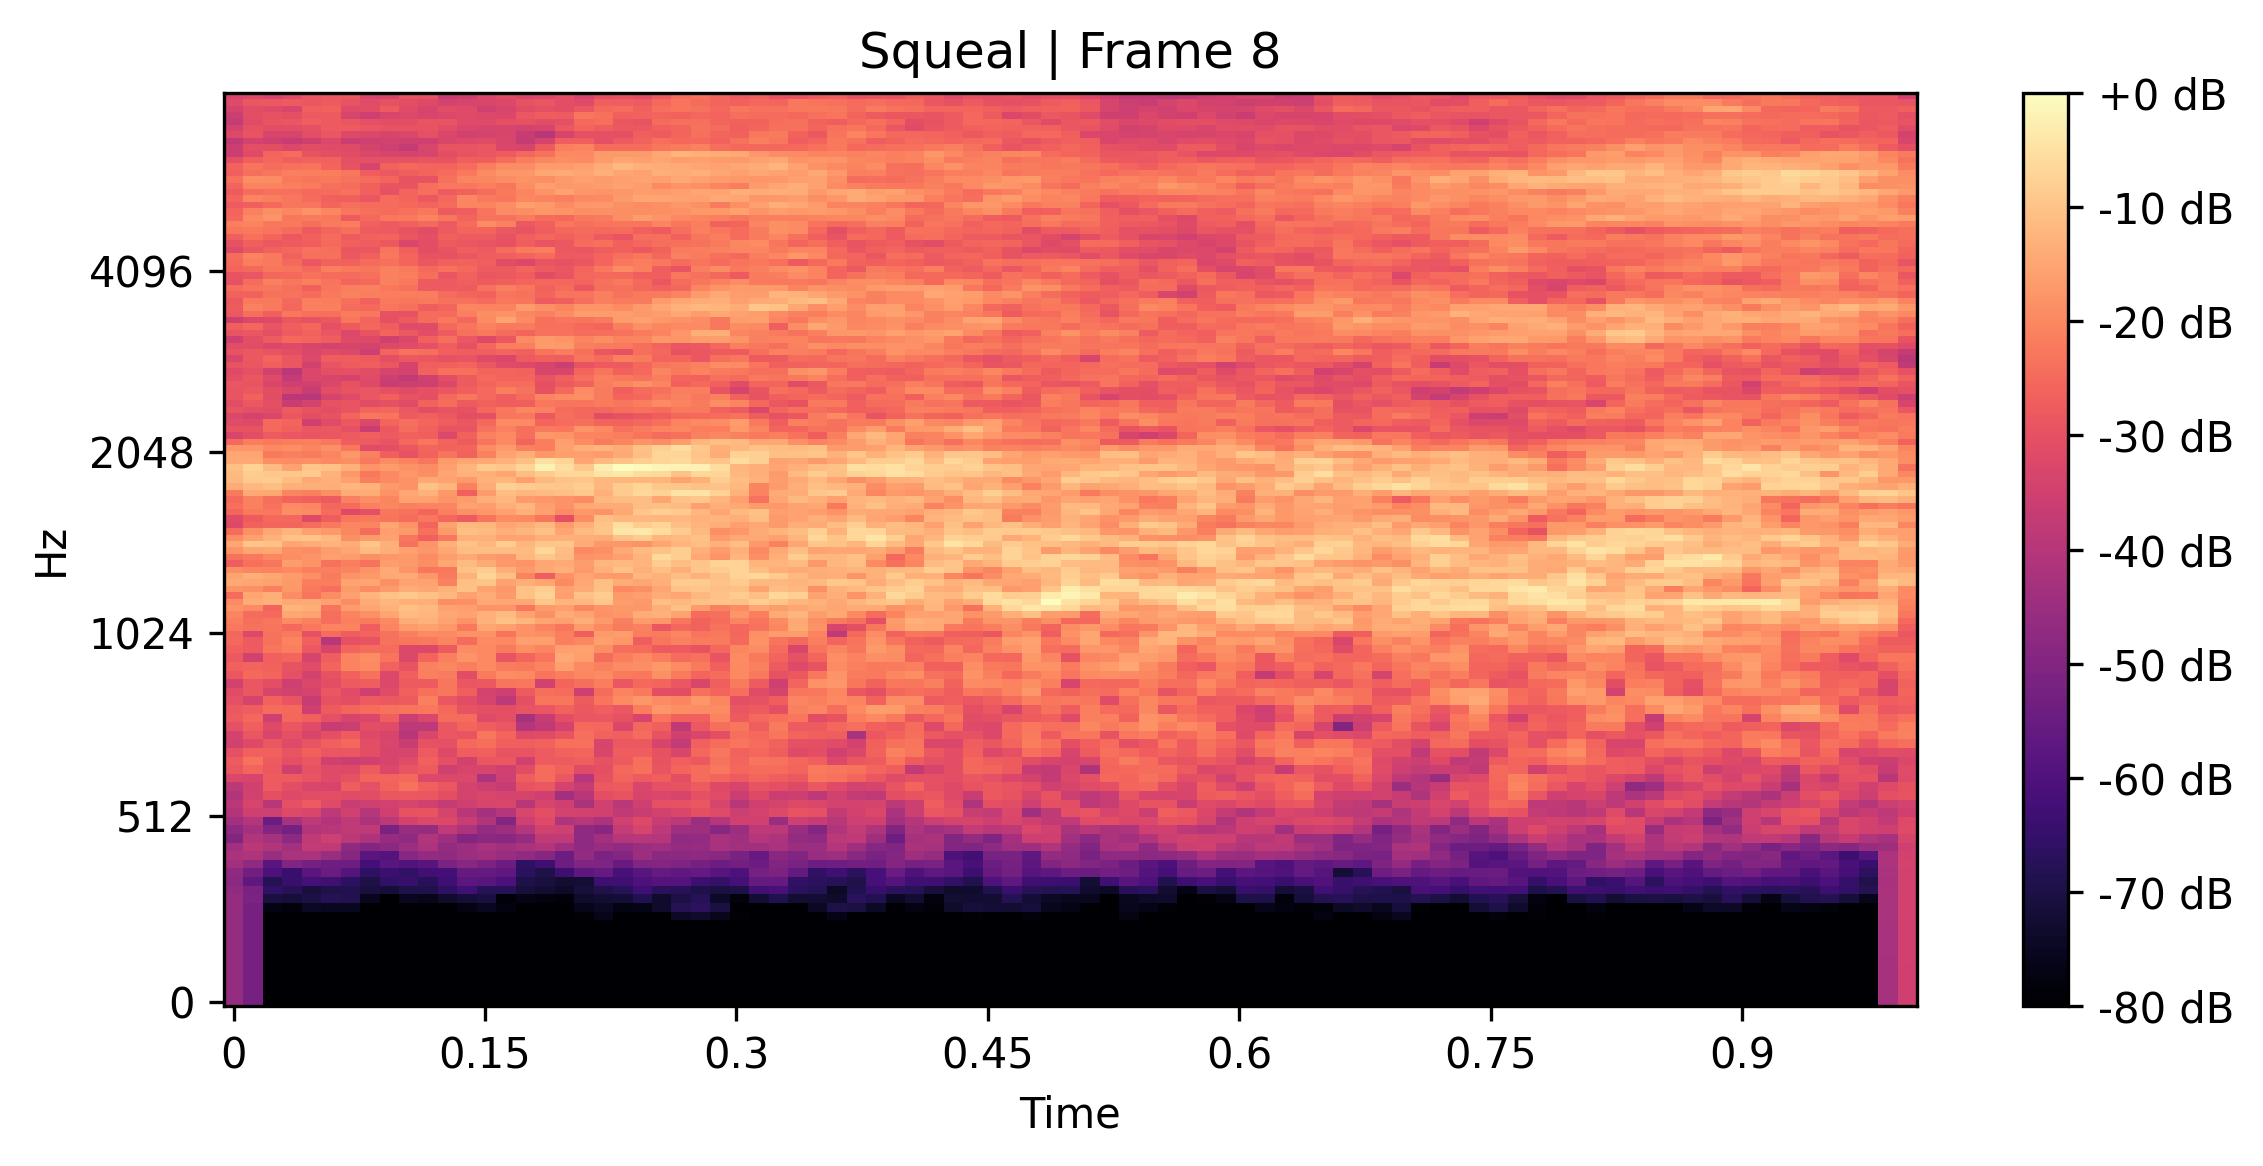 Squeal | Frame 8
+0 dB
-10 dB
-20 dB
-30 dB
-40 dB
-50 dB
-60 dB
-70 dB
-80 dB
4096
2048
1024
512
0
Hz
0 0.15 0.3 0.45 0.6 0.75 0.9
Time